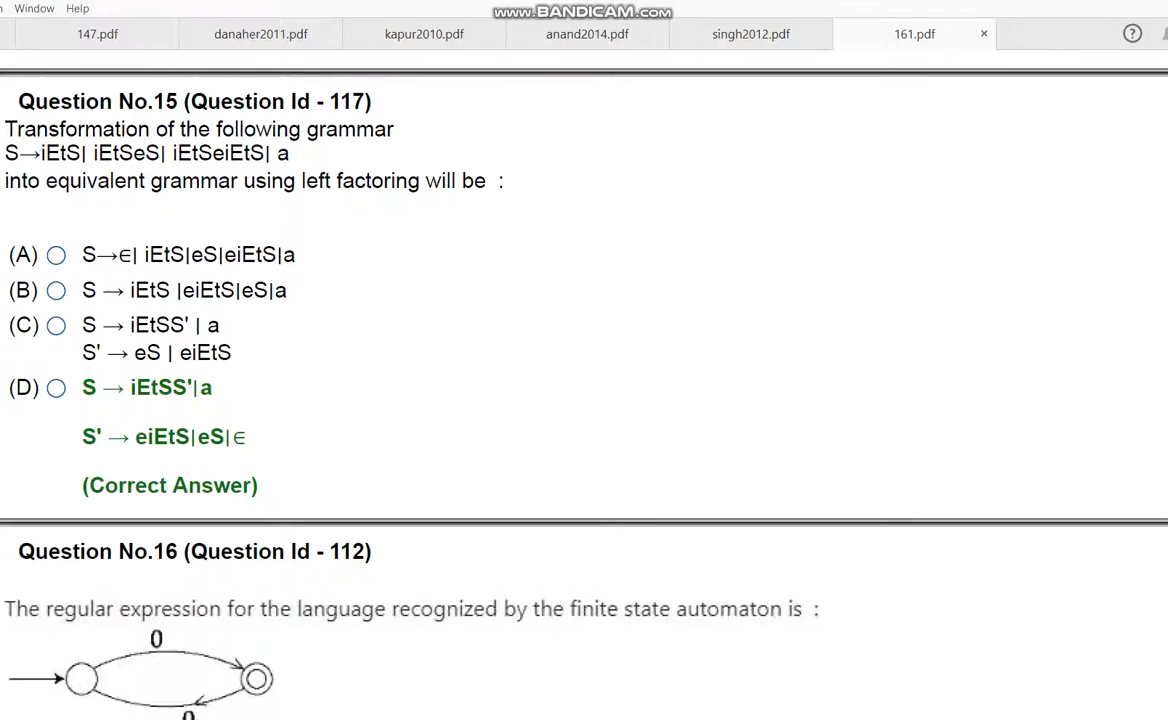 Window Help
www.BANDICAM.com
147.pdf danaher2011.pdf kapur2010.pdf anand2014.pdf singh2012.pdf 161.pdf × ?
Question No.15 (Question Id - 117)
Transformation of the following grammar
S→iEtS| iEtSeS| iEtSeiEtS| a
into equivalent grammar using left factoring will be :
(A) S→∈| iEtS|eS|eiEtS|a
(B) S → iEtS |eiEtS|eS|a
(C) S → iEtSS' | a
S' → eS | eiEtS
(D) S → iEtSS'|a
S' → eiEtS|eS|∈
(Correct Answer)
Question No.16 (Question Id - 112)
The regular expression for the language recognized by the finite state automaton is :
0